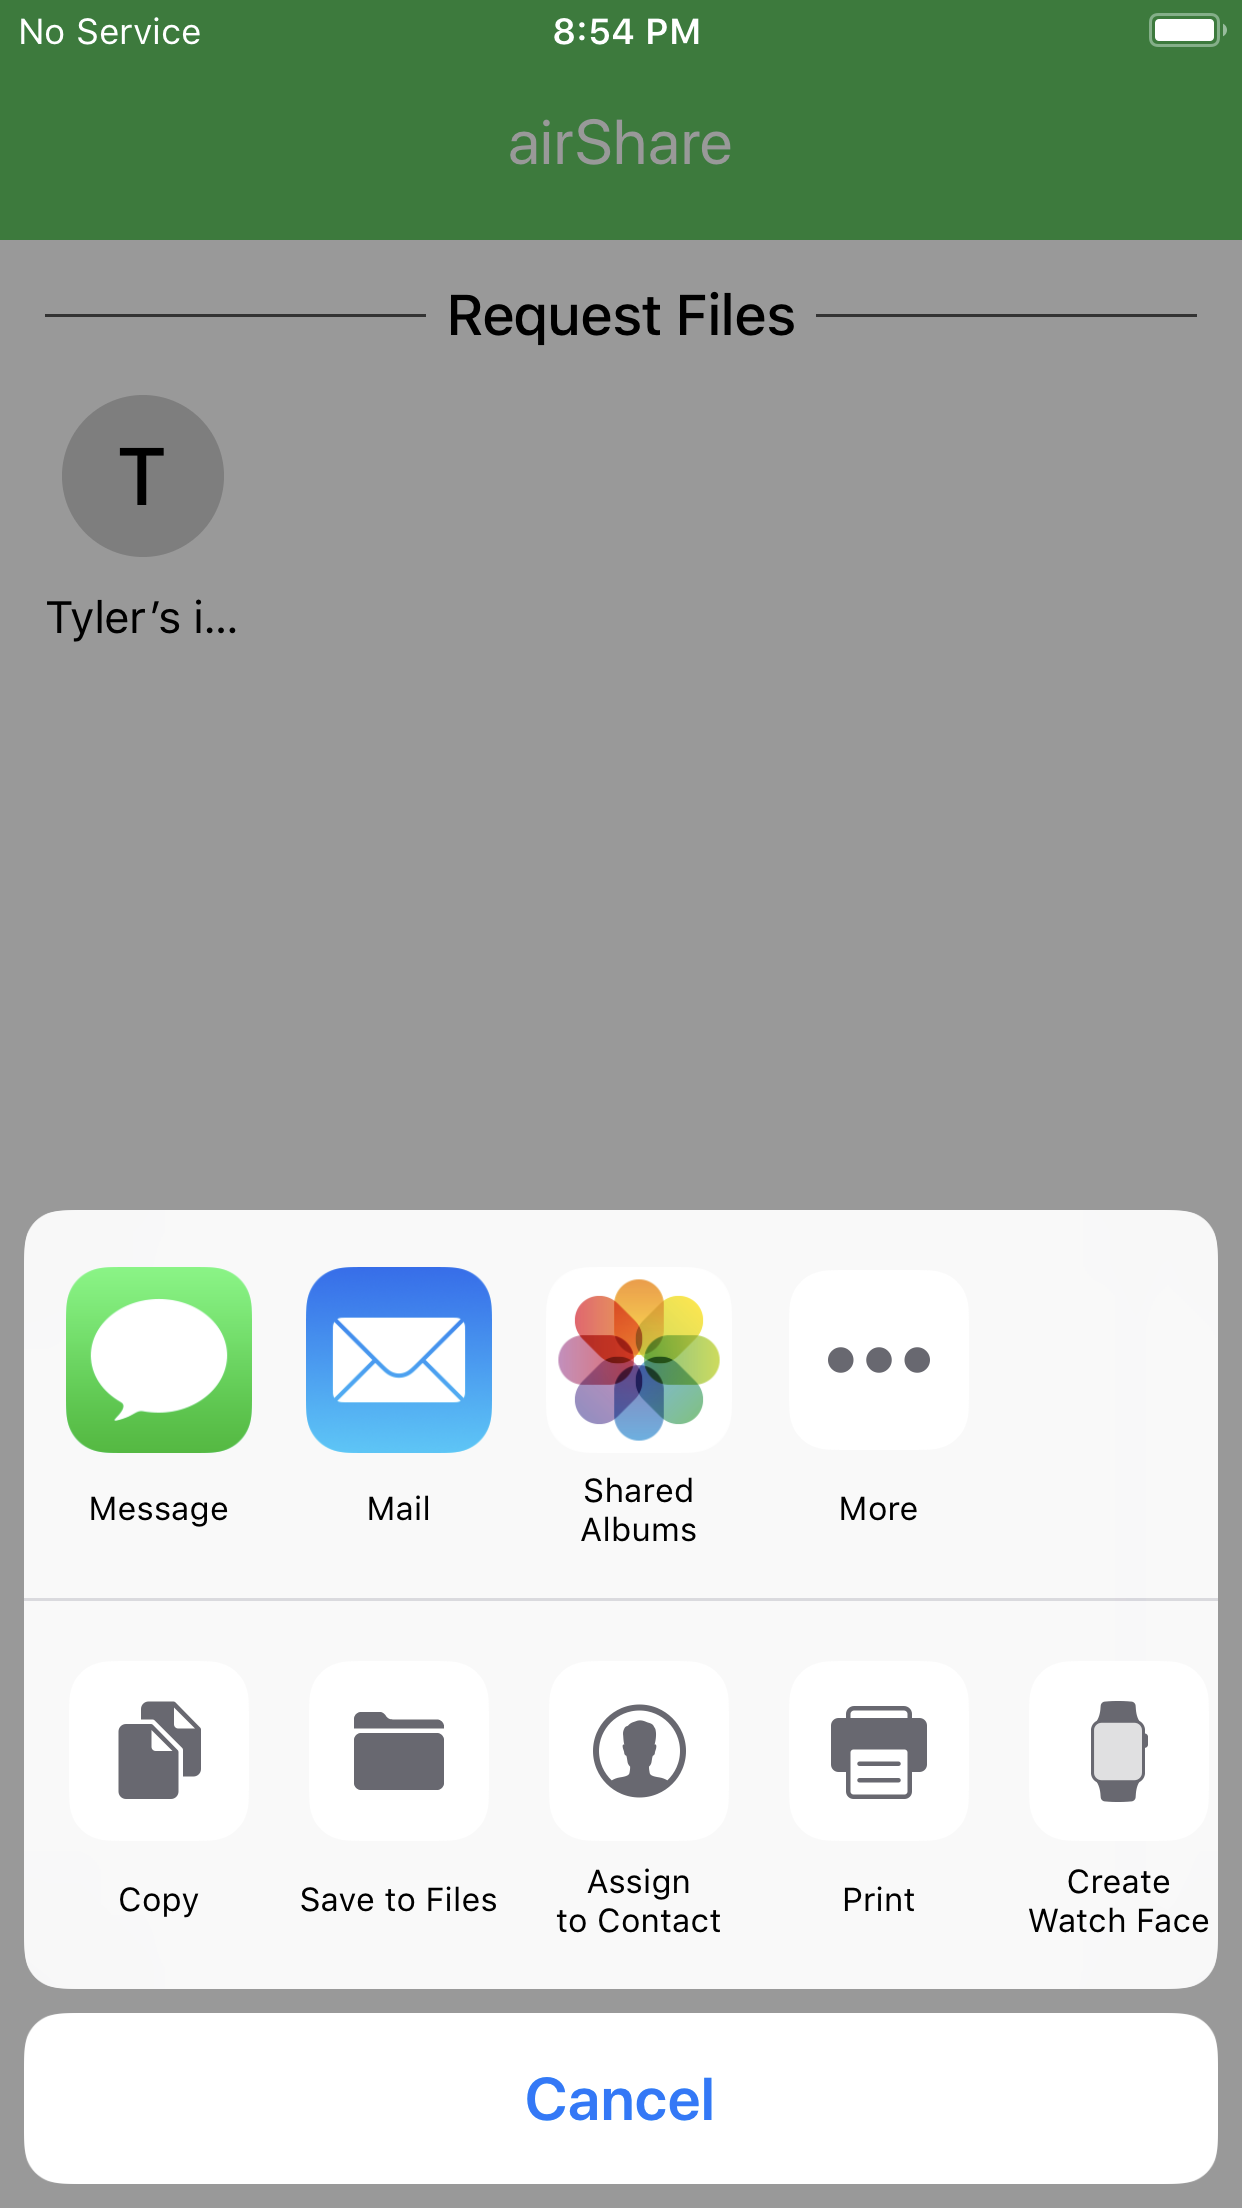 No Service
8:54 PM
airShare
Request Files
T
Tyler’s i...
Message
Mail
Shared
Albums
More
Copy
Save to Files
Assign
to Contact
Print
Create
Watch Face
Cancel